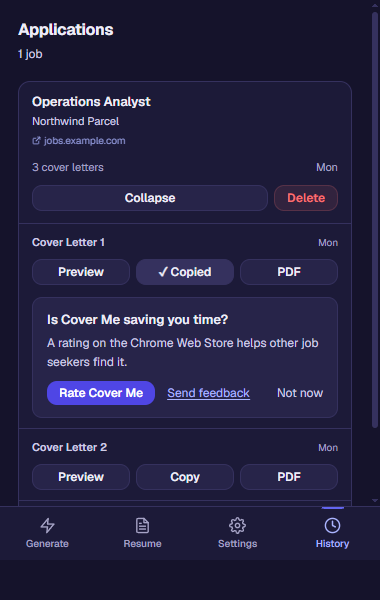 Applications
1 job
Operations Analyst
Northwind Parcel
jobs.example.com
3 cover letters Mon
Collapse Delete
Cover Letter 1 Mon
Preview ✓ Copied PDF
Is Cover Me saving you time?
A rating on the Chrome Web Store helps other job
seekers find it.
Rate Cover Me Send feedback Not now
Cover Letter 2 Mon
Preview Copy PDF
Generate Resume Settings History